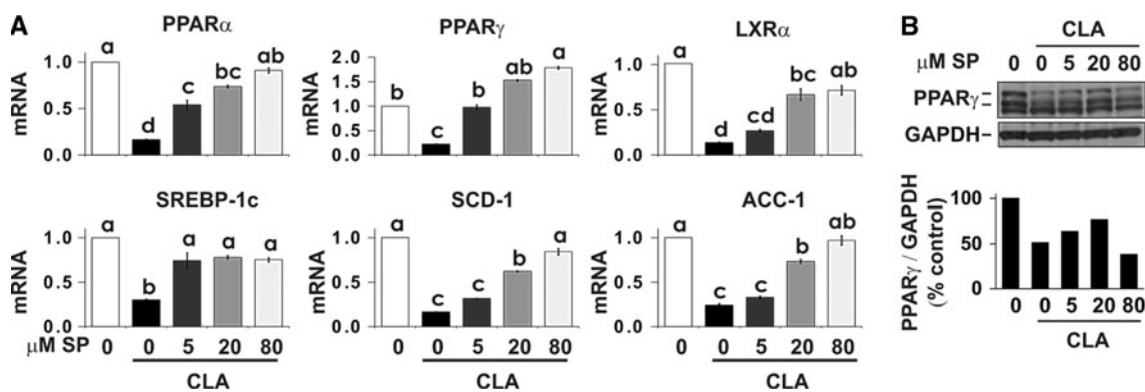 A
PPARα
PPARγ
LXRα
mRNA
1.0
0.5
0.0
a
d
c
bc
ab
mRNA
2.0
1.5
1.0
0.5
0.0
b
c
b
ab
a
mRNA
1.0
0.5
0.0
a
d
cd
bc
ab
SREBP-1c
SCD-1
ACC-1
mRNA
1.0
0.5
0.0
a
b
a
a
a
mRNA
1.0
0.5
0.0
a
c
c
b
a
mRNA
1.0
0.5
0.0
a
c
c
b
ab
μM SP 0 0 5 20 80
0 0 5 20 80
0 0 5 20 80
CLA
CLA
CLA
B
CLA
μM SP 0 0 5 20 80
PPARγ
GAPDH
PPARγ / GAPDH
(% control)
100
50
0
0 0 5 20 80
CLA